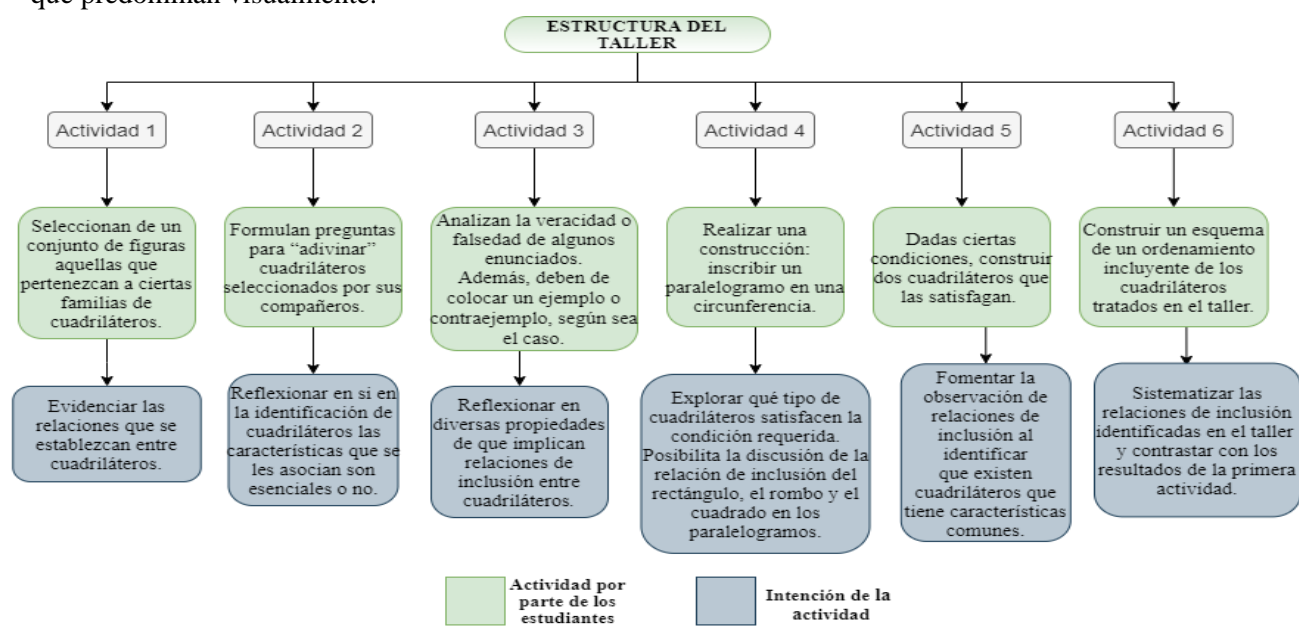 que predominan visualmente.
ESTRUCTURA DEL
TALLER
Actividad 1
Actividad 2
Actividad 3
Actividad 4
Actividad 5
Actividad 6
Seleccionan de un
conjunto de figuras
aquellas que
pertenezcan a ciertas
familias de
cuadriláteros.
Formulan preguntas
para “adivinar”
cuadriláteros
seleccionados por sus
compañeros.
Analizan la veracidad o
falsedad de algunos
enunciados.
Además, deben de
colocar un ejemplo o
contraejemplo, según sea
el caso.
Realizar una
construcción:
inscribir un
paralelogramo en una
circunferencia.
Dadas ciertas
condiciones, construir
dos cuadriláteros que
las satisfagan.
Construir un esquema
de un ordenamiento
incluyente de los
cuadriláteros
tratados en el taller.
Evidenciar las
relaciones que se
establezcan entre
cuadriláteros.
Reflexionar en si en
la identificación de
cuadriláteros las
características que se
les asocian son
esenciales o no.
Reflexionar en
diversas propiedades
de que implican
relaciones de
inclusión entre
cuadriláteros.
Explorar qué tipo de
cuadriláteros satisfacen la
condición requerida.
Posibilita la discusión de la
relación de inclusión del
rectángulo, el rombo y el
cuadrado en los
paralelogramos.
Fomentar la
observación de
relaciones de
inclusión al
identificar
que existen
cuadriláteros que
tiene características
comunes.
Sistematizar las
relaciones de inclusión
identificadas en el taller
y contrastar con los
resultados de la primera
actividad.
Actividad por
parte de los
estudiantes
Intención de la
actividad